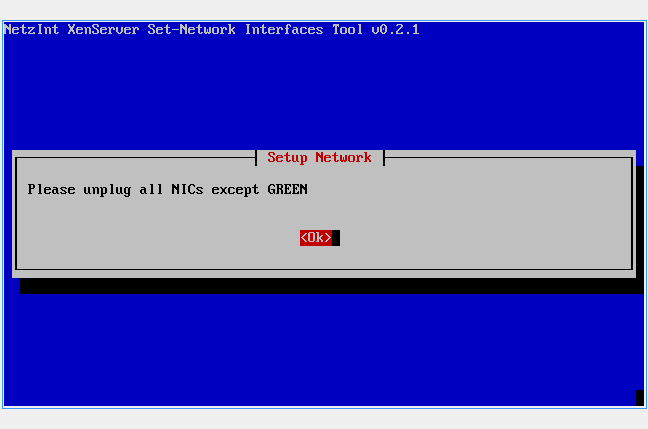 NetzInt XenServer Set-Network Interfaces Tool v0.2.1
Setup Network
Please unplug all NICs except GREEN
<Ok>